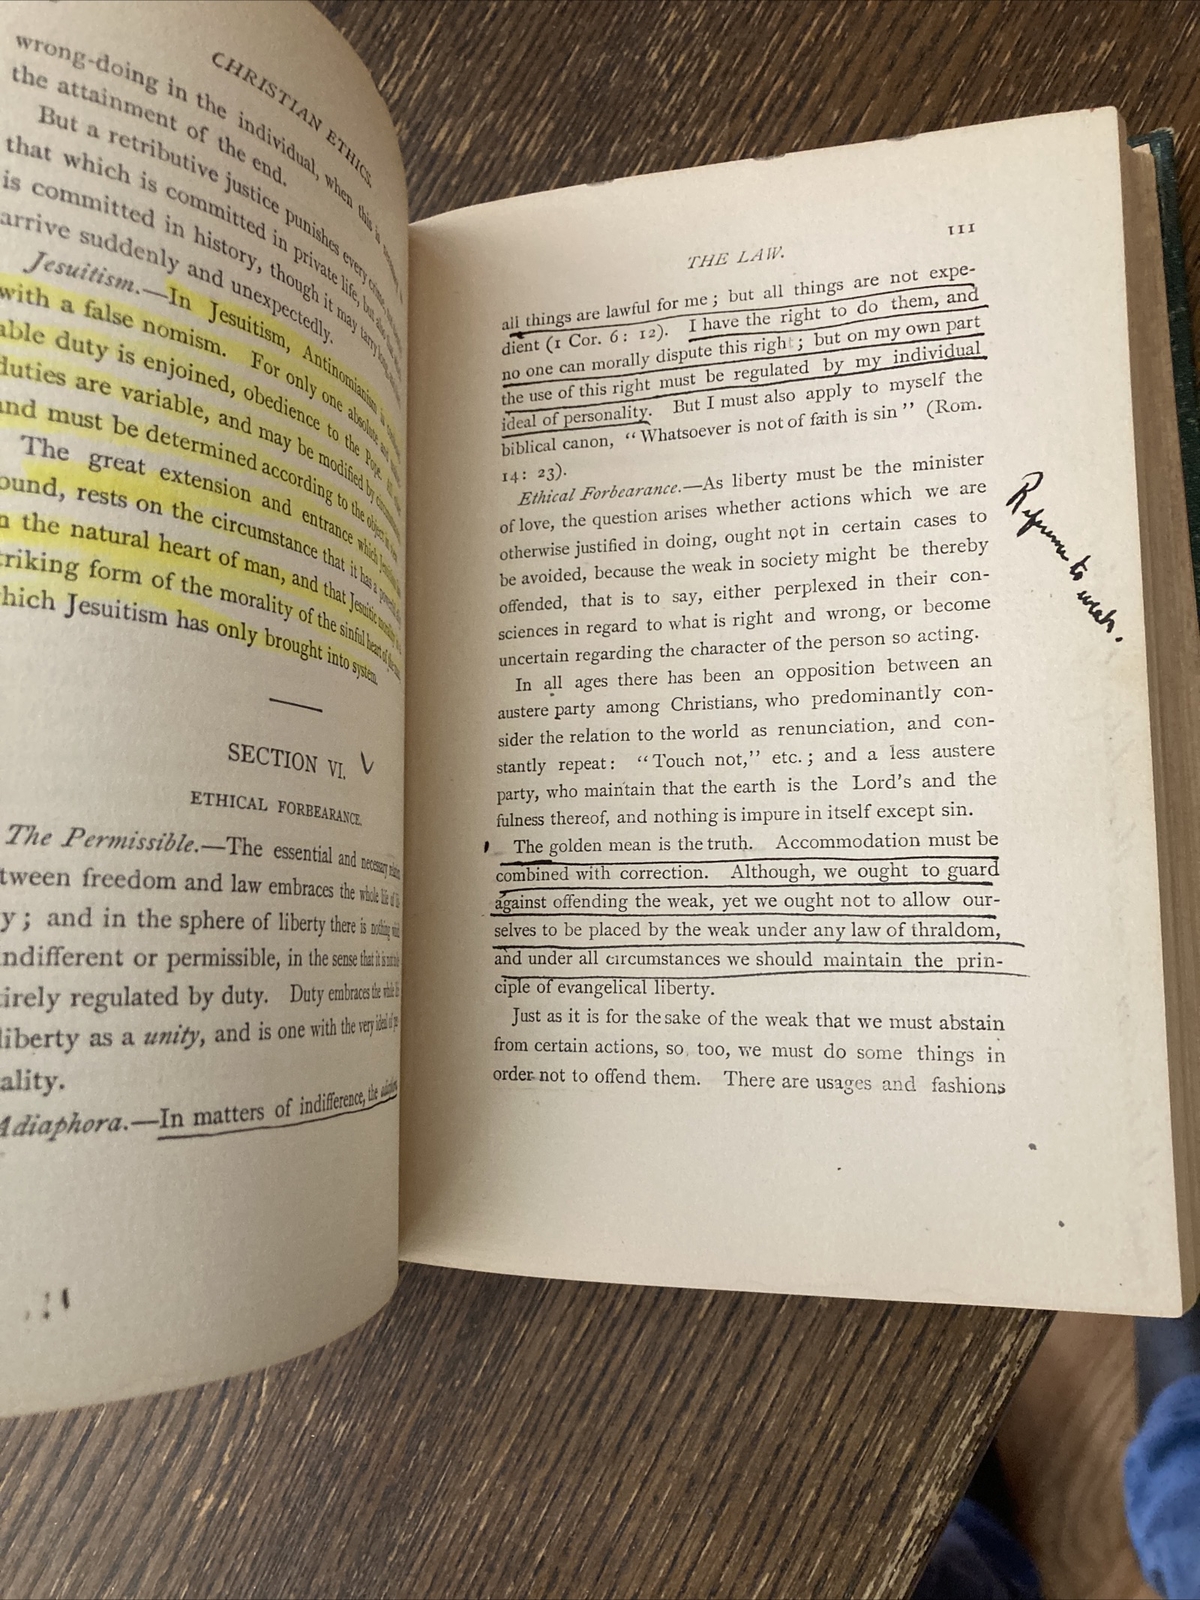 CHRISTIAN ETHICS.
wrong-doing in the individual, when this is
the attainment of the end.
But a retributive justice punishes every crime,
that which is committed in private life, but also
is committed in history, though it may tarry long,
arrive suddenly and unexpectedly.
Jesuitism.—In Jesuitism, Antinomianism is
with a false nomism. For only one absolute and
able duty is enjoined, obedience to the Pope. All other
duties are variable, and may be modified by circumstances
and must be determined according to the object in view.
The great extension and entrance which Jesuitism
ound, rests on the circumstance that it has a powerful
n the natural heart of man, and that Jesuitic morality is a
triking form of the morality of the sinful heart of the
hich Jesuitism has only brought into system.
SECTION VI.
ETHICAL FORBEARANCE.
The Permissible.—The essential and necessary relation
tween freedom and law embraces the whole life of
y; and in the sphere of liberty there is nothing
indifferent or permissible, in the sense that it is not
tirely regulated by duty. Duty embraces the whole
liberty as a unity, and is one with the very ideal of
ality.
Adiaphora.—In matters of indifference, the
111
THE LAW.
all things are lawful for me; but all things are not expe-
dient (1 Cor. 6: 12). I have the right to do them, and
no one can morally dispute this right; but on my own part
the use of this right must be regulated by my individual
ideal of personality. But I must also apply to myself the
biblical canon, “Whatsoever is not of faith is sin” (Rom.
14: 23).
Ethical Forbearance.—As liberty must be the minister
of love, the question arises whether actions which we are
otherwise justified in doing, ought not in certain cases to
be avoided, because the weak in society might be thereby
offended, that is to say, either perplexed in their con-
sciences in regard to what is right and wrong, or become
uncertain regarding the character of the person so acting.
In all ages there has been an opposition between an
austere party among Christians, who predominantly con-
sider the relation to the world as renunciation, and con-
stantly repeat: “Touch not,” etc.; and a less austere
party, who maintain that the earth is the Lord's and the
fulness thereof, and nothing is impure in itself except sin.
The golden mean is the truth. Accommodation must be
combined with correction. Although, we ought to guard
against offending the weak, yet we ought not to allow our-
selves to be placed by the weak under any law of thraldom,
and under all circumstances we should maintain the prin-
ciple of evangelical liberty.
Just as it is for the sake of the weak that we must abstain
from certain actions, so, too, we must do some things in
order not to offend them. There are usages and fashions
to weak.